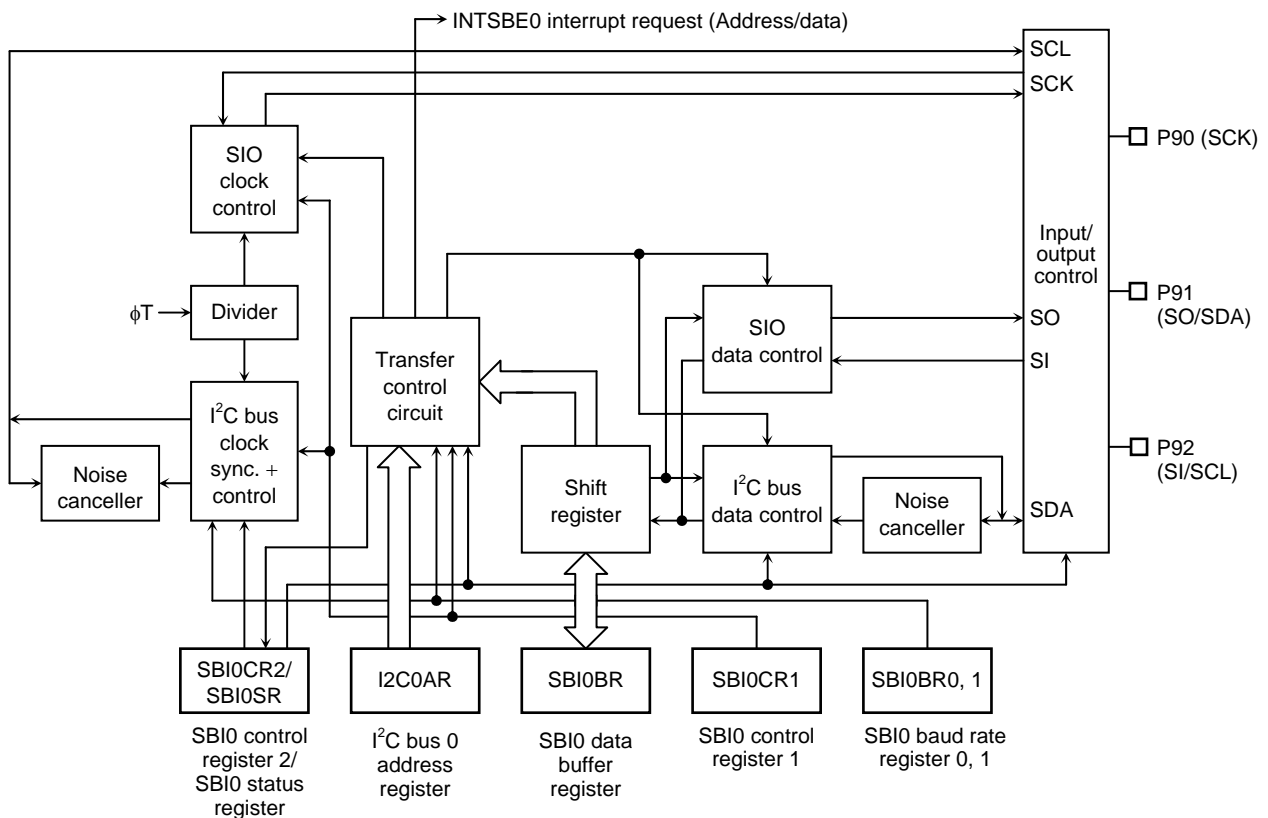 INTSBE0 interrupt request (Address/data)
SCL
SCK
P90 (SCK)
SIO
clock
control
Input/
output
control
φT
Divider
P91
(SO/SDA)
SO
SI
SIO
data control
Transfer
control
circuit
I²C bus
clock
sync. +
control
Noise
canceller
Shift
register
I²C bus
data control
Noise
canceller
SDA
P92
(SI/SCL)
SBI0CR2/
SBI0SR
I2C0AR
SBI0BR
SBI0CR1
SBI0BR0, 1
SBI0 control
register 2/
SBI0 status
register
I²C bus 0
address
register
SBI0 data
buffer
register
SBI0 control
register 1
SBI0 baud rate
register 0, 1